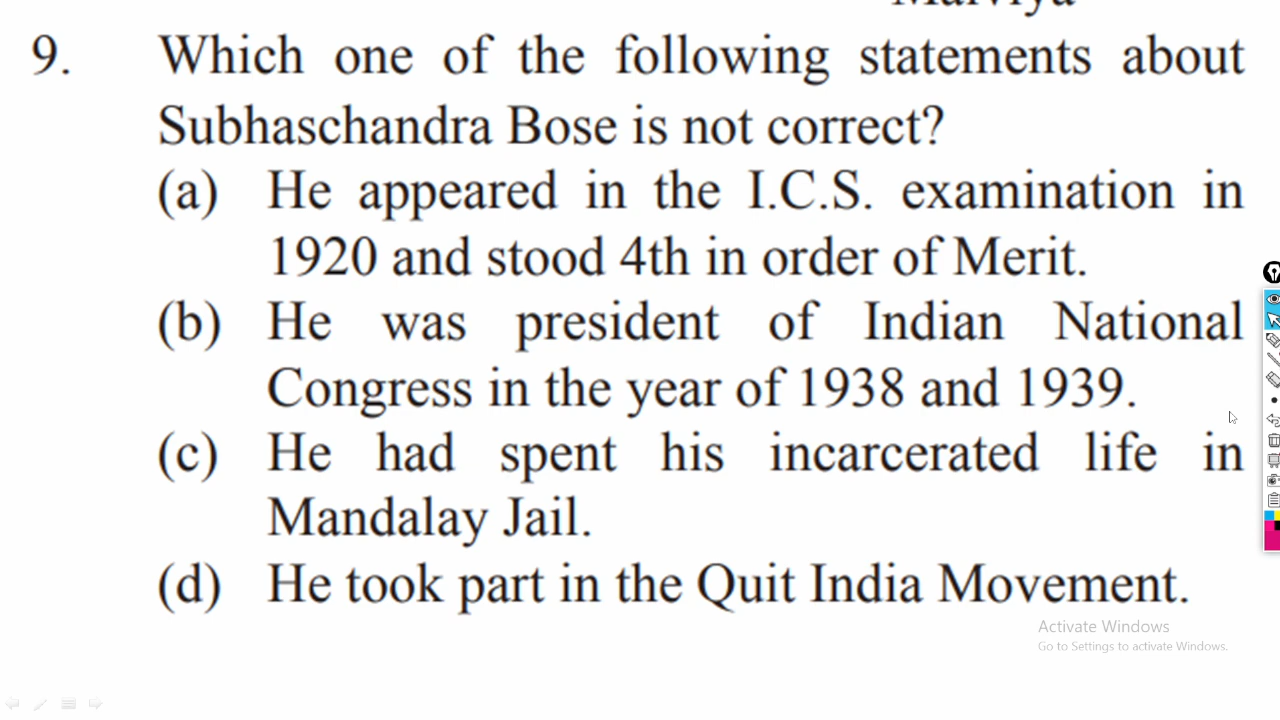 Malviya
9. Which one of the following statements about
Subhaschandra Bose is not correct?
(a) He appeared in the I.C.S. examination in
1920 and stood 4th in order of Merit.
(b) He was president of Indian National
Congress in the year of 1938 and 1939.
(c) He had spent his incarcerated life in
Mandalay Jail.
(d) He took part in the Quit India Movement.
Activate Windows
Go to Settings to activate Windows.